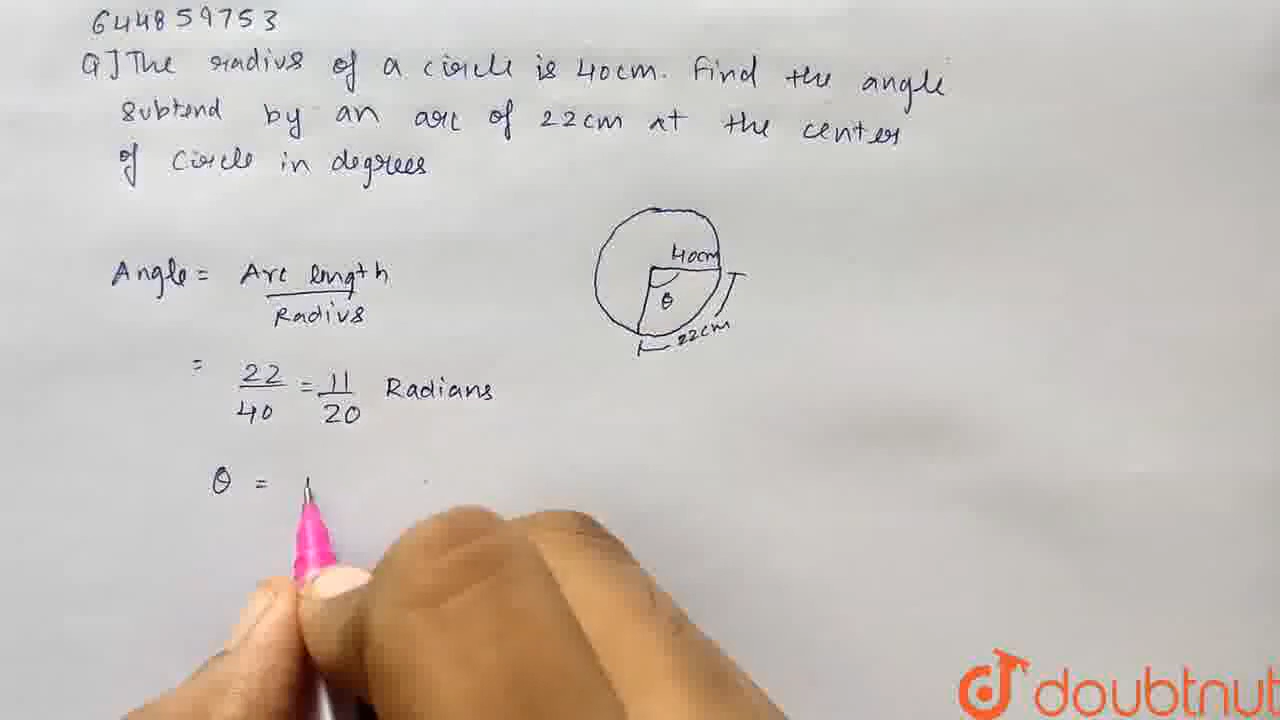 644859753
Q] The radius of a circle is 40cm. Find the angle
subtend by an arc of 22cm at the center
of circle in degrees
Angle = Arc length
Radius
40cm
θ
22cm
= 22/40 = 11/20 Radians
θ =
doubtnut